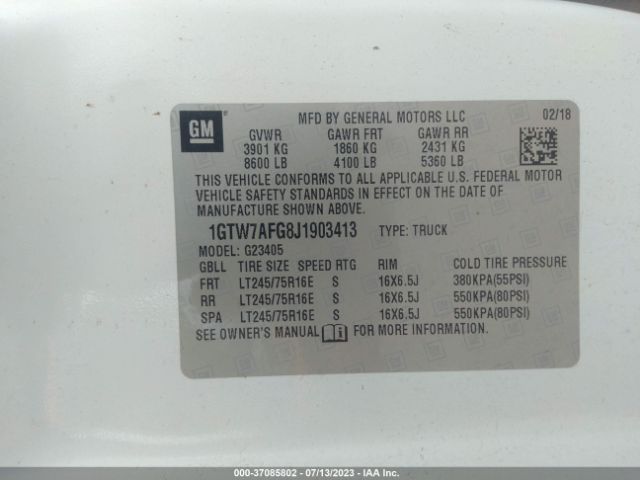 GM
MFD BY GENERAL MOTORS LLC 02/18
GVWR GAWR FRT GAWR RR
3901 KG 1860 KG 2431 KG
8600 LB 4100 LB 5360 LB
THIS VEHICLE CONFORMS TO ALL APPLICABLE U.S. FEDERAL MOTOR
VEHICLE SAFETY STANDARDS IN EFFECT ON THE DATE OF
MANUFACTURE SHOWN ABOVE.
1GTW7AFG8J1903413 TYPE: TRUCK
MODEL: G23405
GBLL TIRE SIZE SPEED RTG RIM COLD TIRE PRESSURE
FRT LT245/75R16E S 16X6.5J 380KPA(55PSI)
RR LT245/75R16E S 16X6.5J 550KPA(80PSI)
SPA LT245/75R16E S 16X6.5J 550KPA(80PSI)
SEE OWNER'S MANUAL FOR MORE INFORMATION.
000-37085802 - 07/13/2023 - IAA Inc.